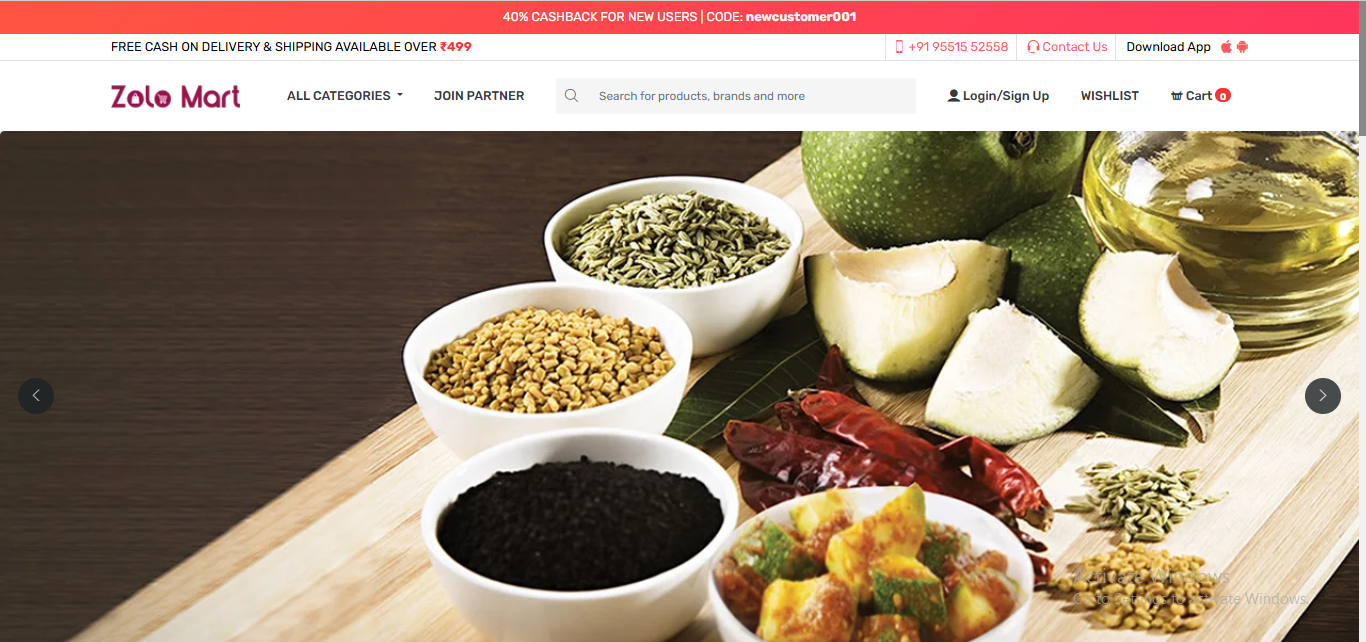 40% CASHBACK FOR NEW USERS | CODE: newcustomer001
FREE CASH ON DELIVERY & SHIPPING AVAILABLE OVER ₹499
+91 95515 52558
Contact Us
Download App
Zolo Mart
ALL CATEGORIES
JOIN PARTNER
Search for products, brands and more
Login/Sign Up
WISHLIST
Cart 0
Activate Windows
Go to Settings to activate Windows.